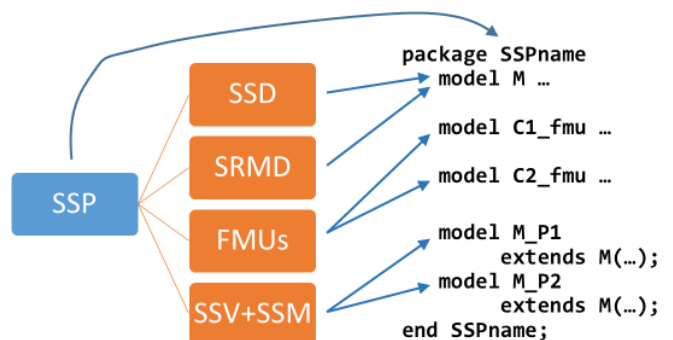 SSP
SSD
SRMD
FMUs
SSV+SSM
package SSPname
model M …
model C1_fmu …
model C2_fmu …
model M_P1
extends M(…);
model M_P2
extends M(…);
end SSPname;